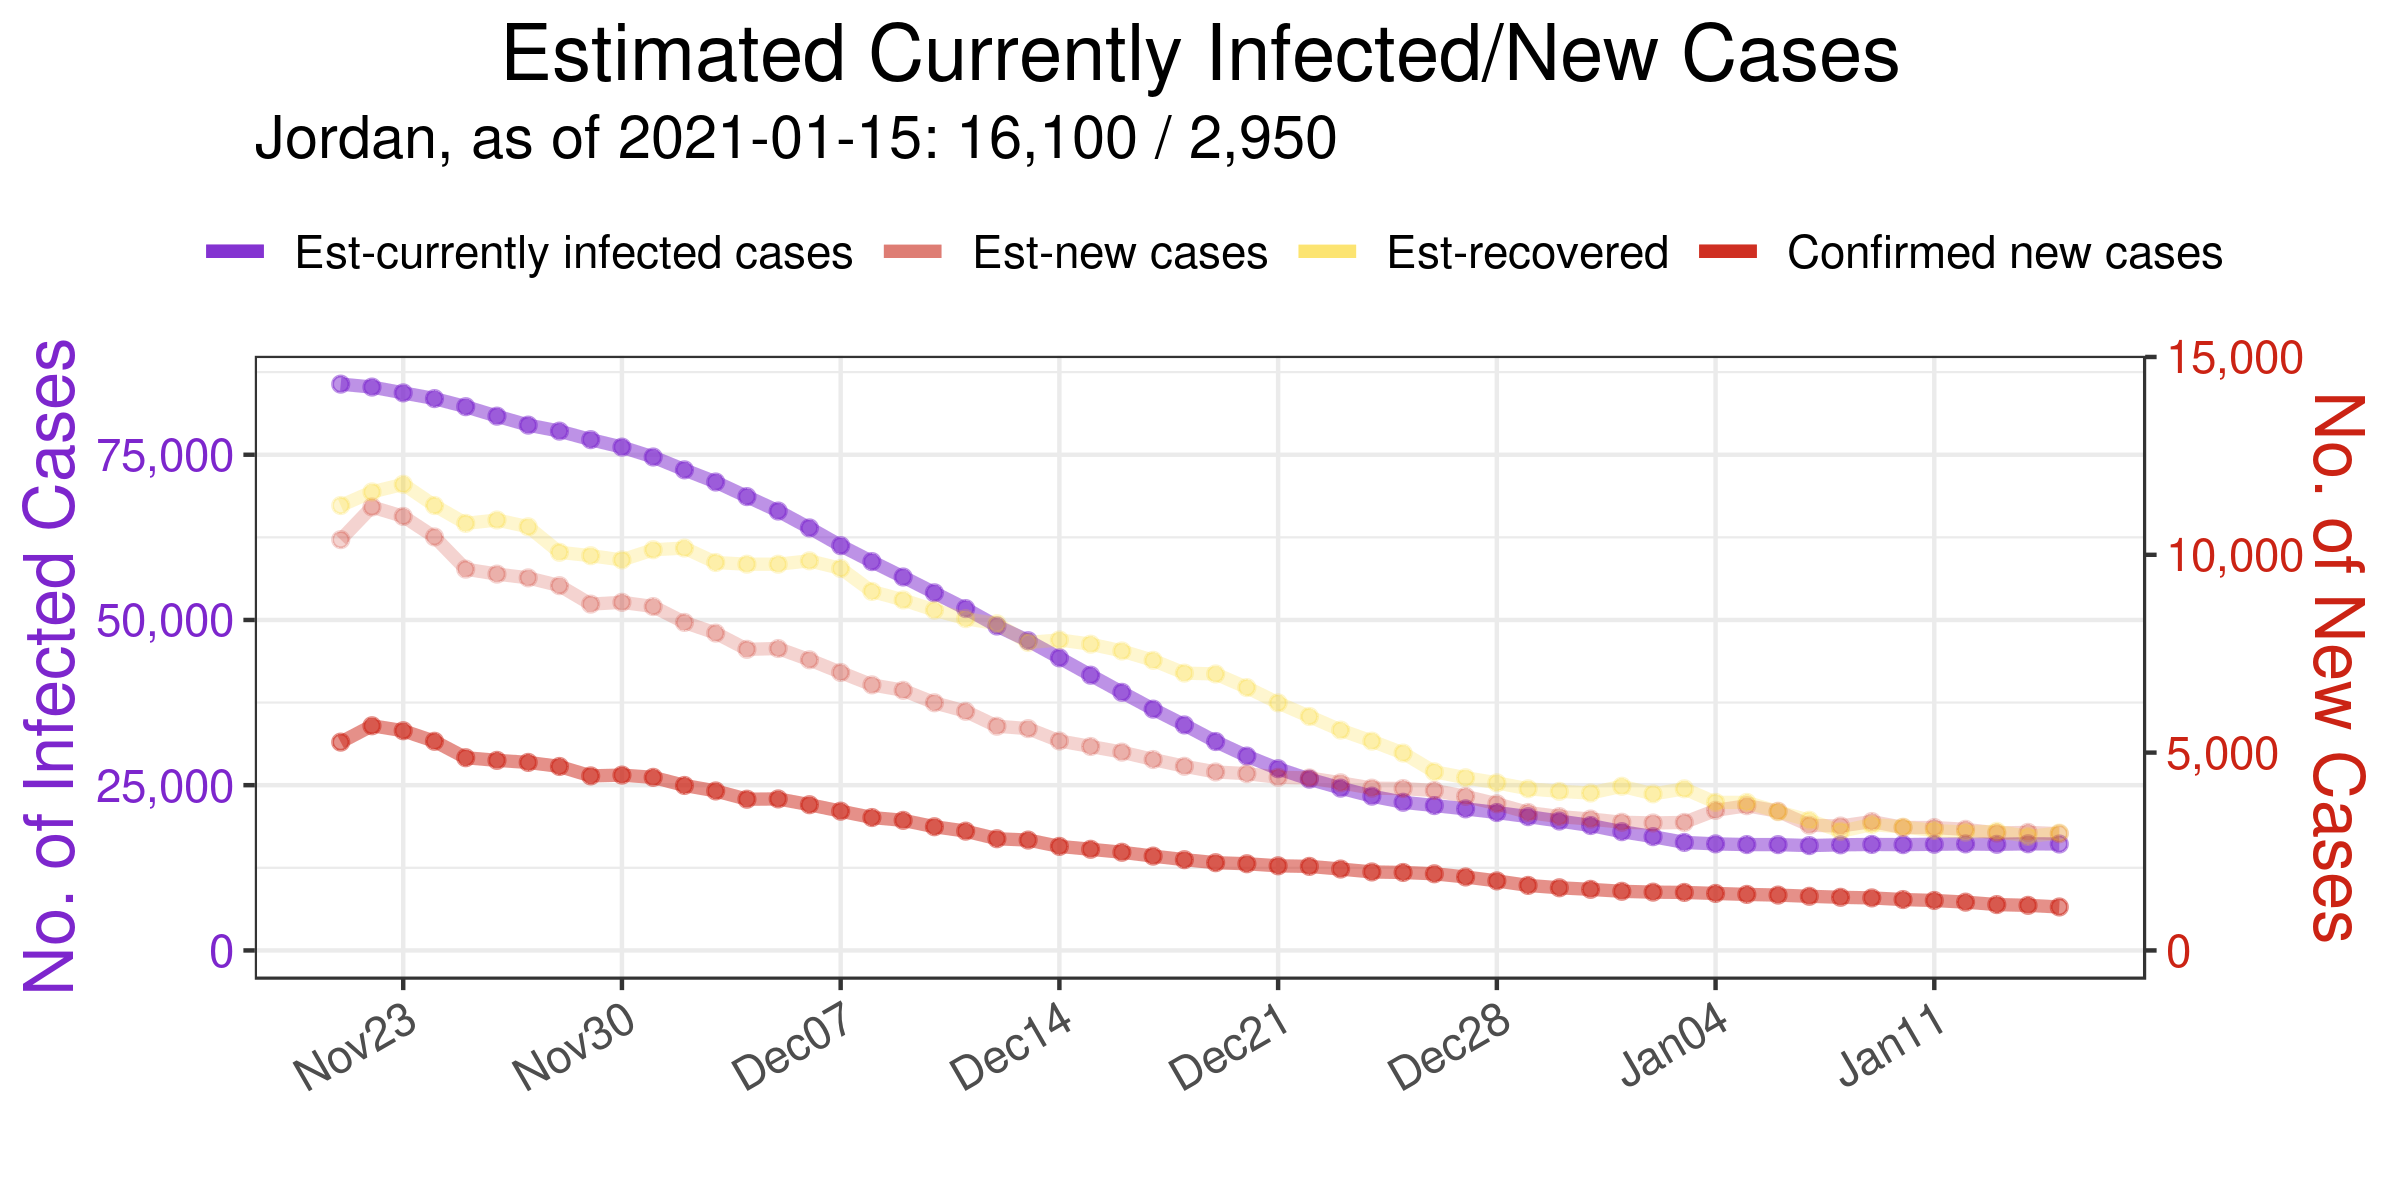 Estimated Currently Infected/New Cases
Jordan, as of 2021-01-15: 16,100 / 2,950
Est-currently infected cases Est-new cases Est-recovered Confirmed new cases
No. of Infected Cases
75,000
50,000
25,000
0
15,000
10,000
5,000
0
No. of New Cases
Nov23 Nov30 Dec07 Dec14 Dec21 Dec28 Jan04 Jan11